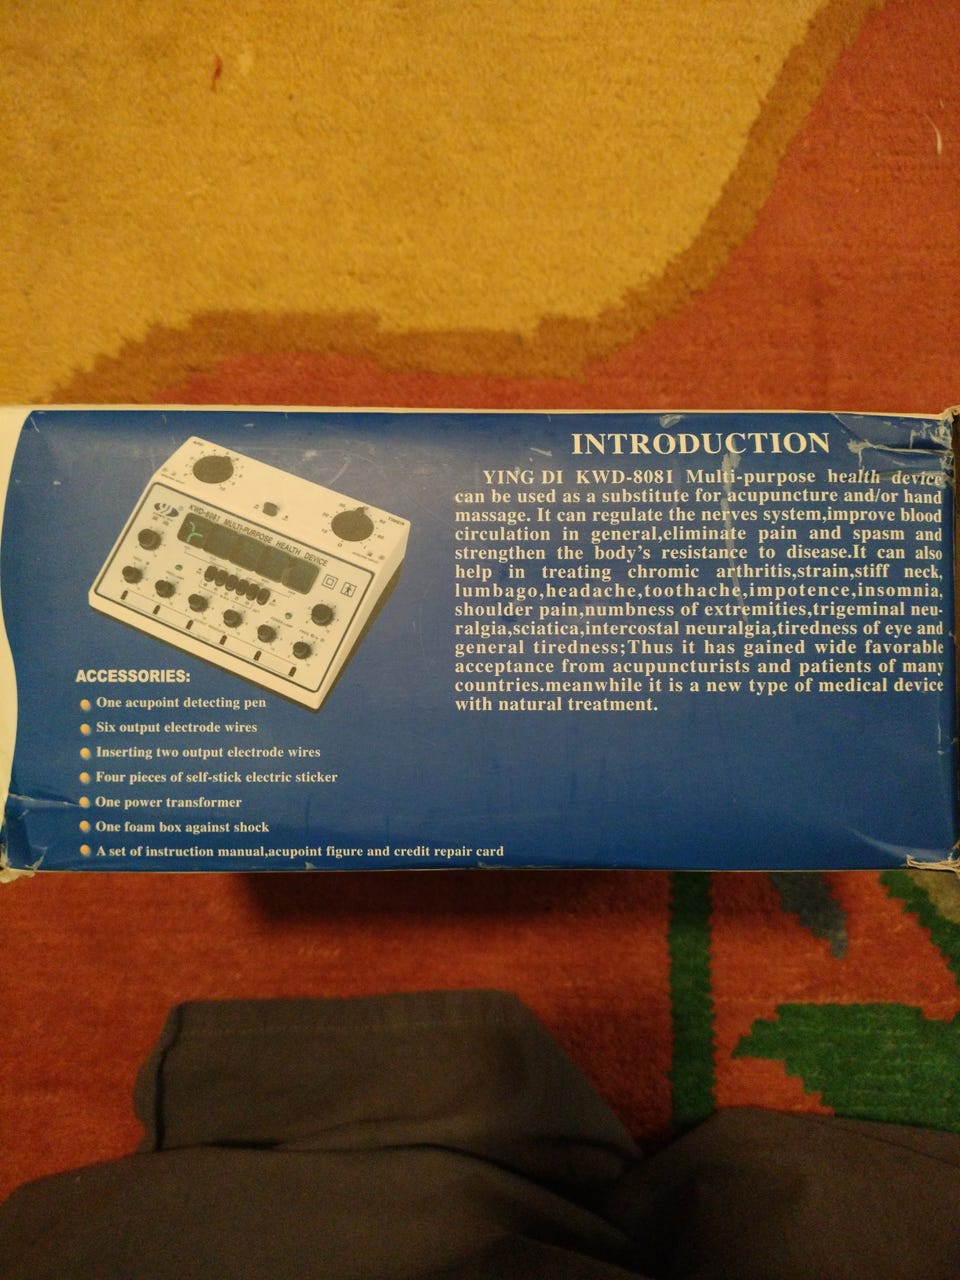 INTRODUCTION
YING DI KWD-808I Multi-purpose health device
can be used as a substitute for acupuncture and/or hand
massage. It can regulate the nerves system,improve blood
circulation in general,eliminate pain and spasm and
strengthen the body's resistance to disease.It can also
help in treating chromic arthritis,strain,stiff neck,
lumbago,headache,toothache,impotence,insomnia,
shoulder pain,numbness of extremities,trigeminal neu-
ralgia,sciatica,intercostal neuralgia,tiredness of eye and
general tiredness;Thus it has gained wide favorable
acceptance from acupuncturists and patients of many
countries.meanwhile it is a new type of medical device
with natural treatment.
KWD-808I MULTI-PURPOSE HEALTH DEVICE
ACCESSORIES:
One acupoint detecting pen
Six output electrode wires
Inserting two output electrode wires
Four pieces of self-stick electric sticker
One power transformer
One foam box against shock
A set of instruction manual,acupoint figure and credit repair card